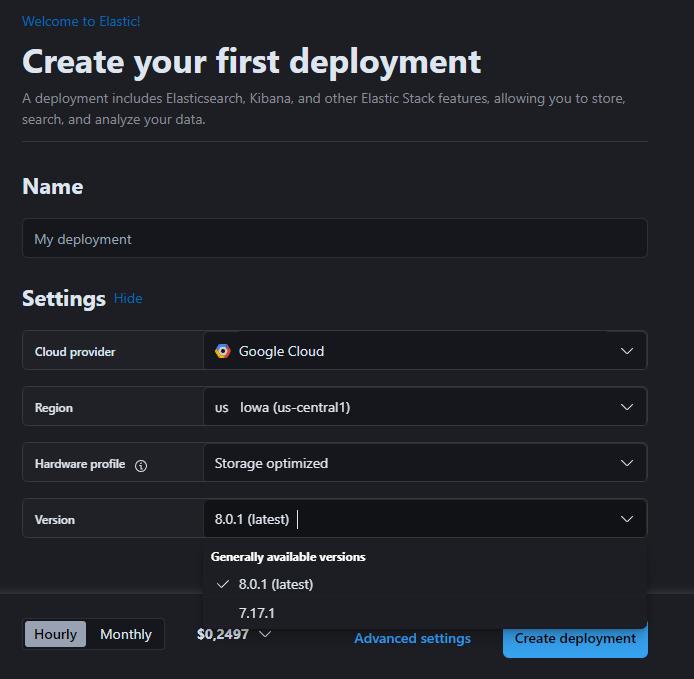 Welcome to Elastic!
Create your first deployment
A deployment includes Elasticsearch, Kibana, and other Elastic Stack features, allowing you to store,
search, and analyze your data.
Name
My deployment
Settings Hide
Cloud provider Google Cloud
Region US Iowa (us-central1)
Hardware profile Storage optimized
Version 8.0.1 (latest)
Generally available versions
8.0.1 (latest)
7.17.1
Hourly Monthly $0,2497 Advanced settings Create deployment